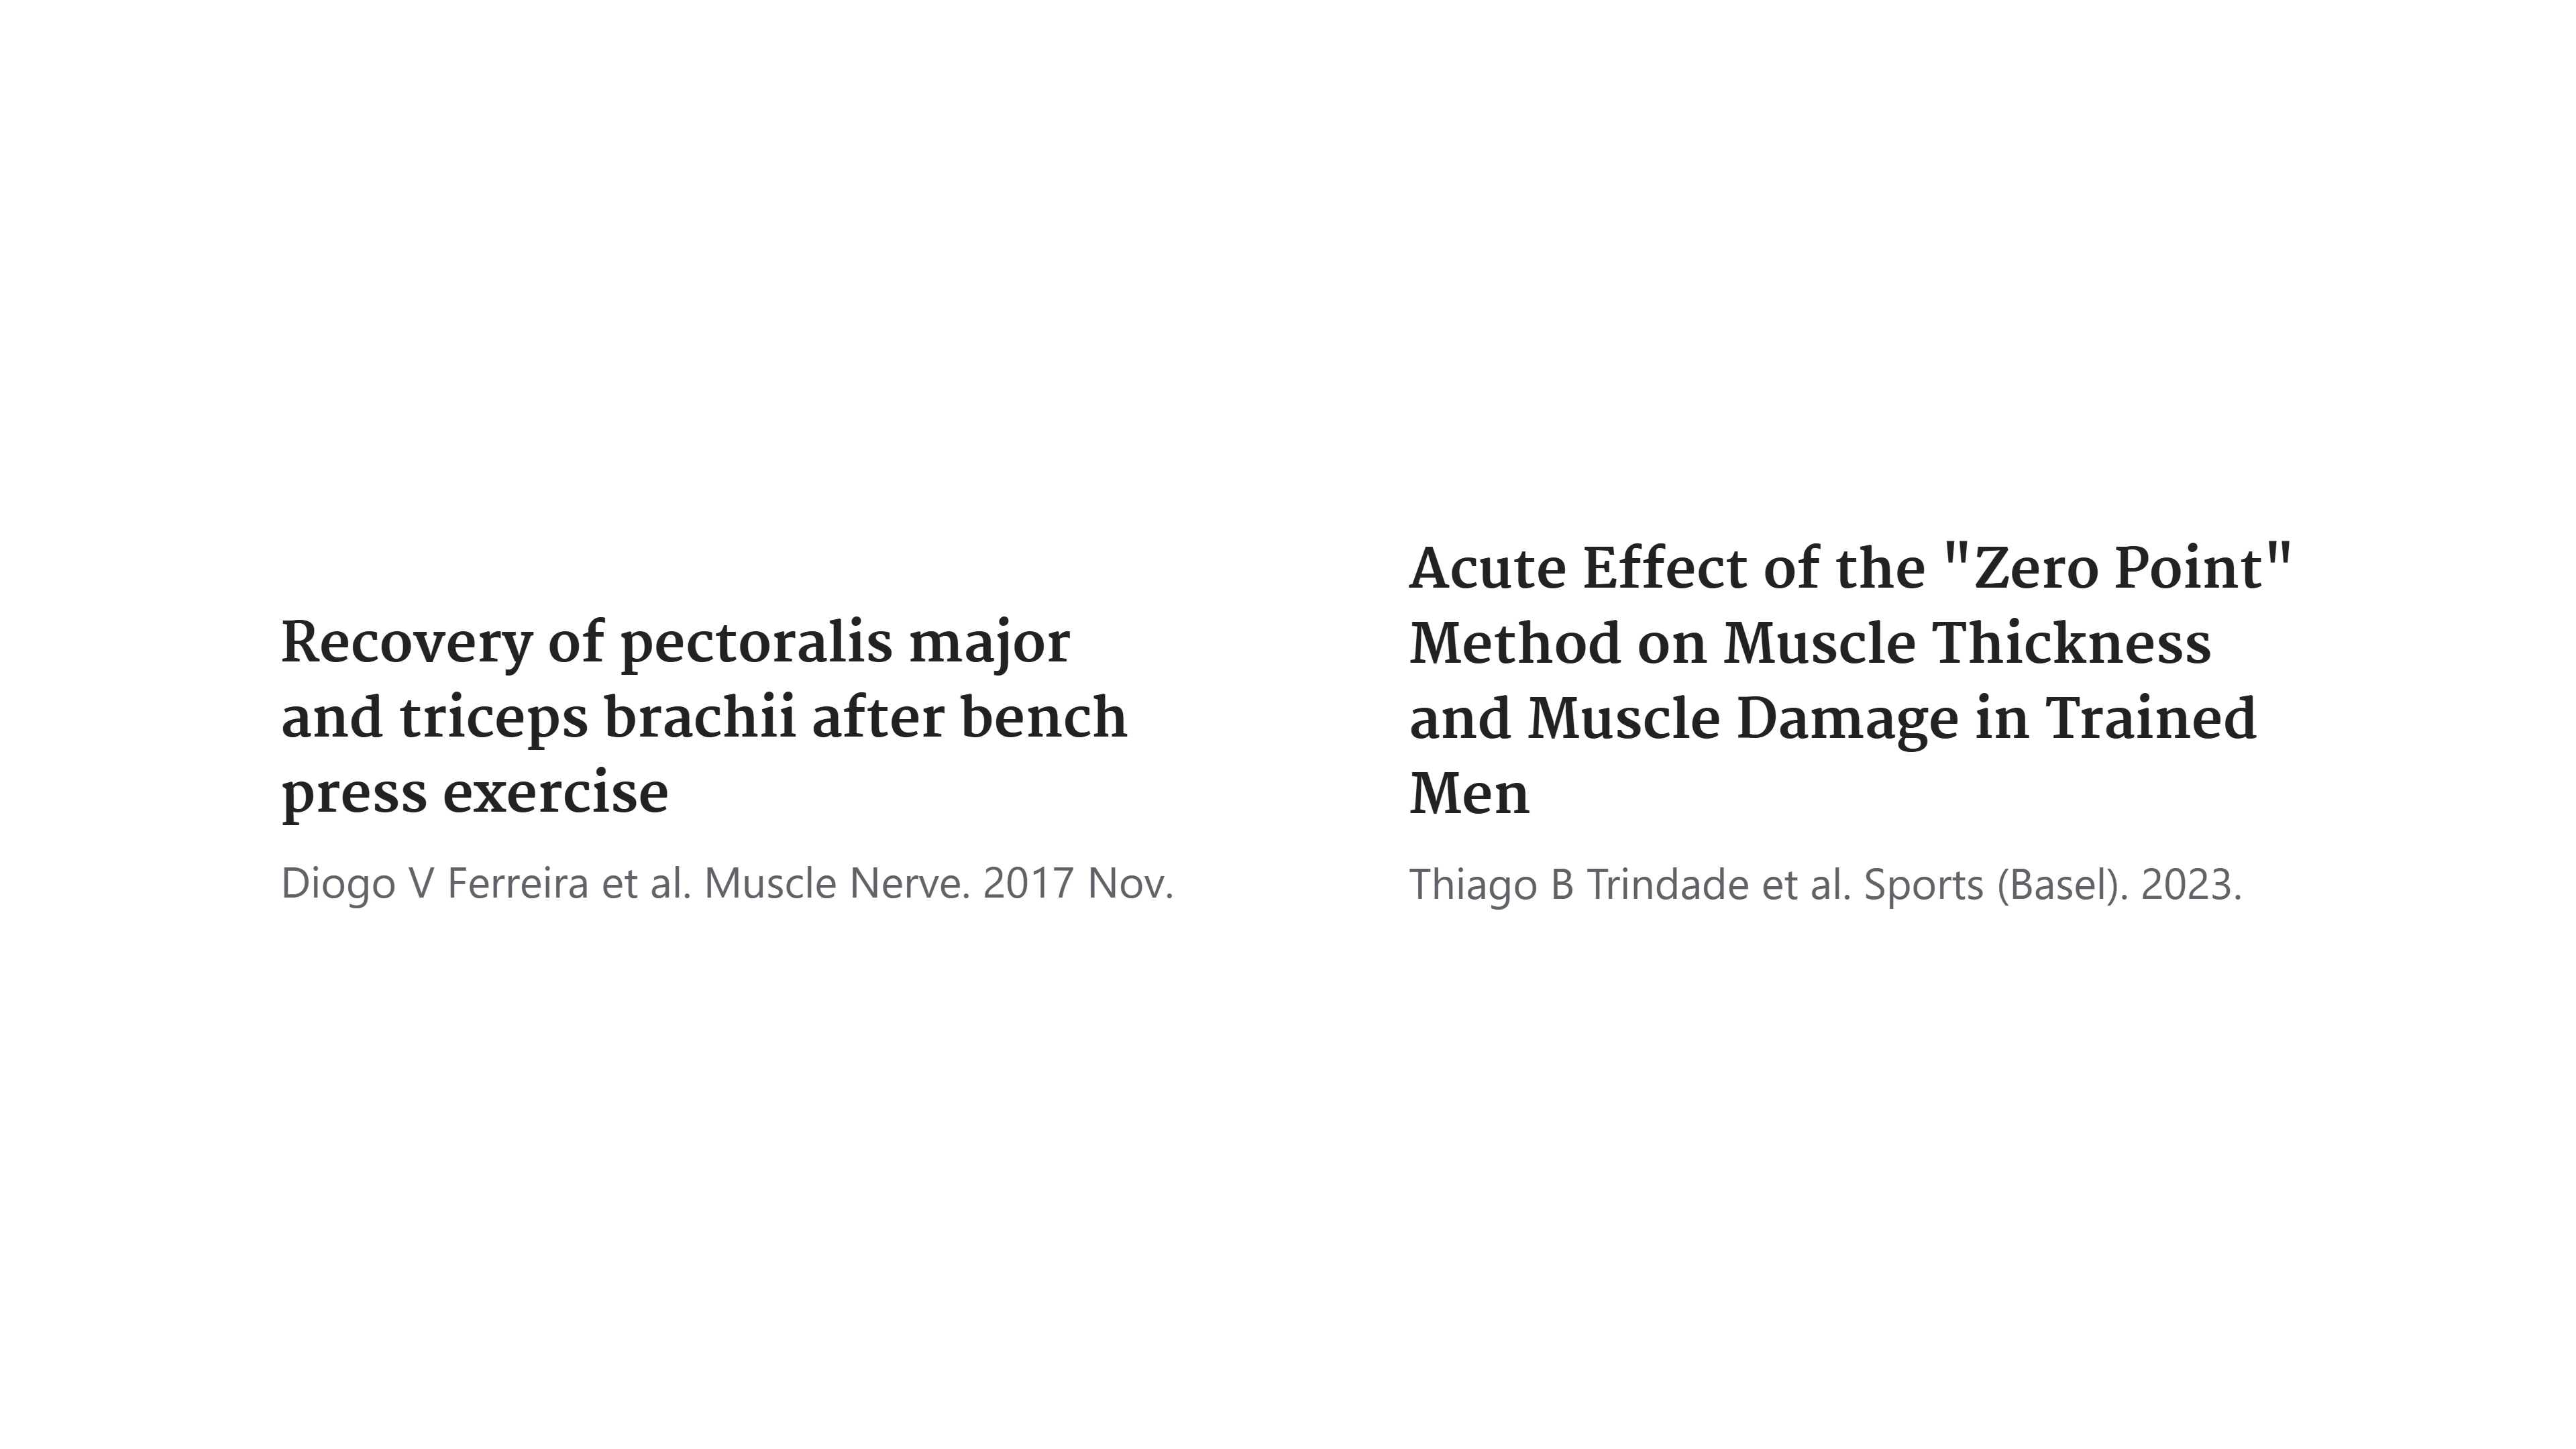 Recovery of pectoralis major
and triceps brachii after bench
press exercise
Diogo V Ferreira et al. Muscle Nerve. 2017 Nov.
Acute Effect of the "Zero Point"
Method on Muscle Thickness
and Muscle Damage in Trained
Men
Thiago B Trindade et al. Sports (Basel). 2023.